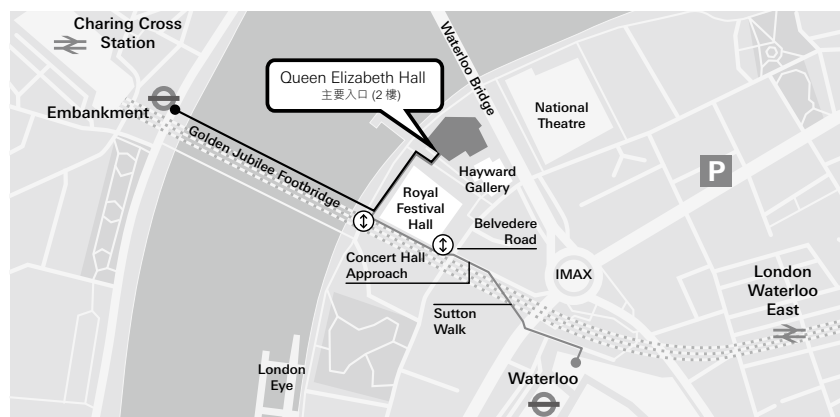 Charing Cross
Station
Embankment
Golden Jubilee Footbridge
Queen Elizabeth Hall
主要入口 (2 樓)
Waterloo Bridge
National
Theatre
Hayward
Gallery
P
Royal
Festival
Hall
Belvedere
Road
Concert Hall
Approach
IMAX
London
Waterloo
East
Sutton
Walk
London
Eye
Waterloo